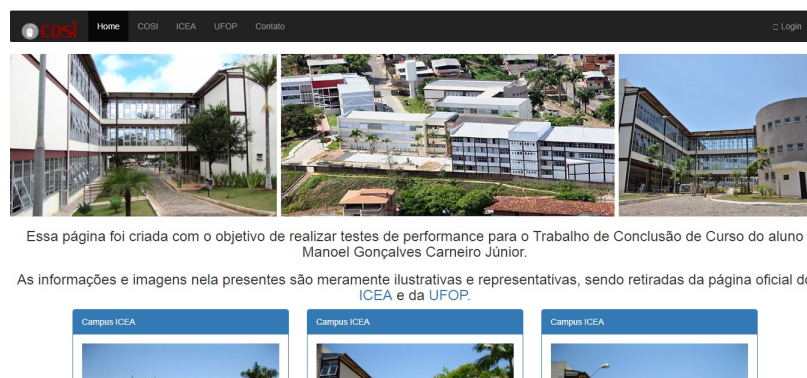 cosi Home COSI ICEA UFOP Contato Login
Essa página foi criada com o objetivo de realizar testes de performance para o Trabalho de Conclusão de Curso do aluno
Manoel Gonçalves Carneiro Júnior.
As informações e imagens nela presentes são meramente ilustrativas e representativas, sendo retiradas da página oficial do
ICEA e da UFOP.
Campus ICEA Campus ICEA Campus ICEA